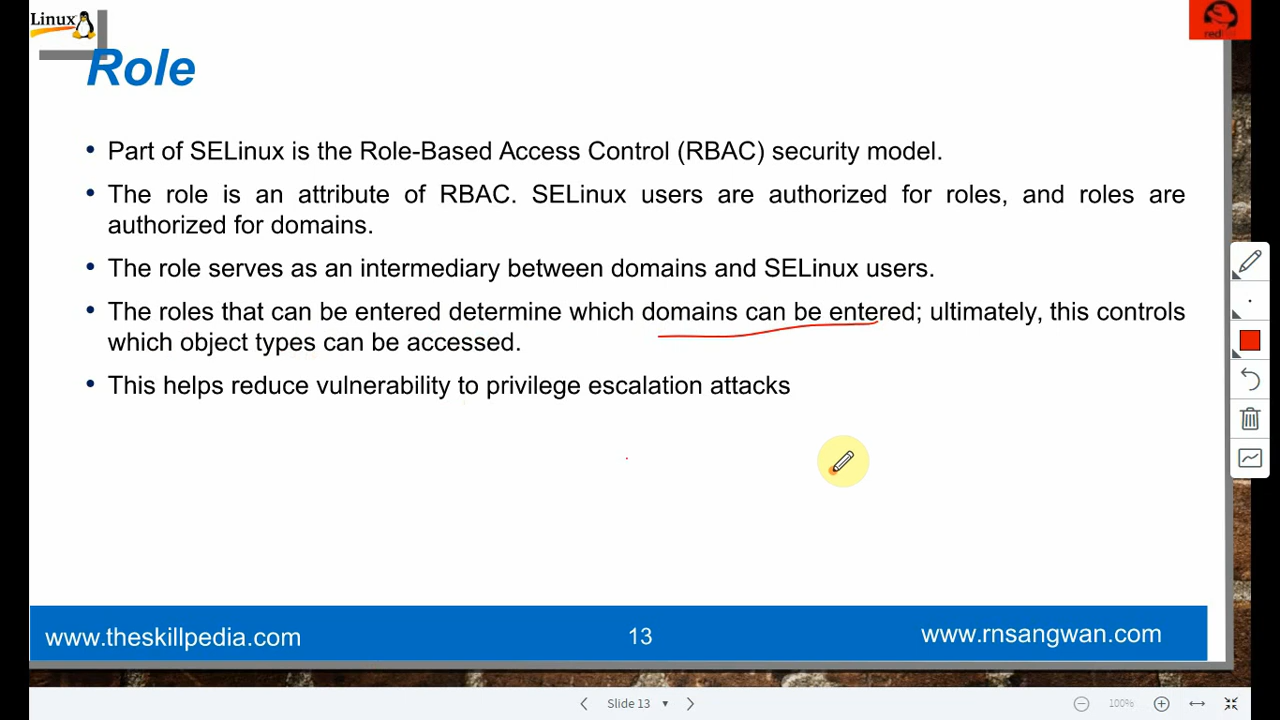 Linux
red
Role
• Part of SELinux is the Role-Based Access Control (RBAC) security model.
• The role is an attribute of RBAC. SELinux users are authorized for roles, and roles are
authorized for domains.
• The role serves as an intermediary between domains and SELinux users.
• The roles that can be entered determine which domains can be entered; ultimately, this controls
which object types can be accessed.
• This helps reduce vulnerability to privilege escalation attacks
www.theskillpedia.com
13
www.rnsangwan.com
Slide 13
100%